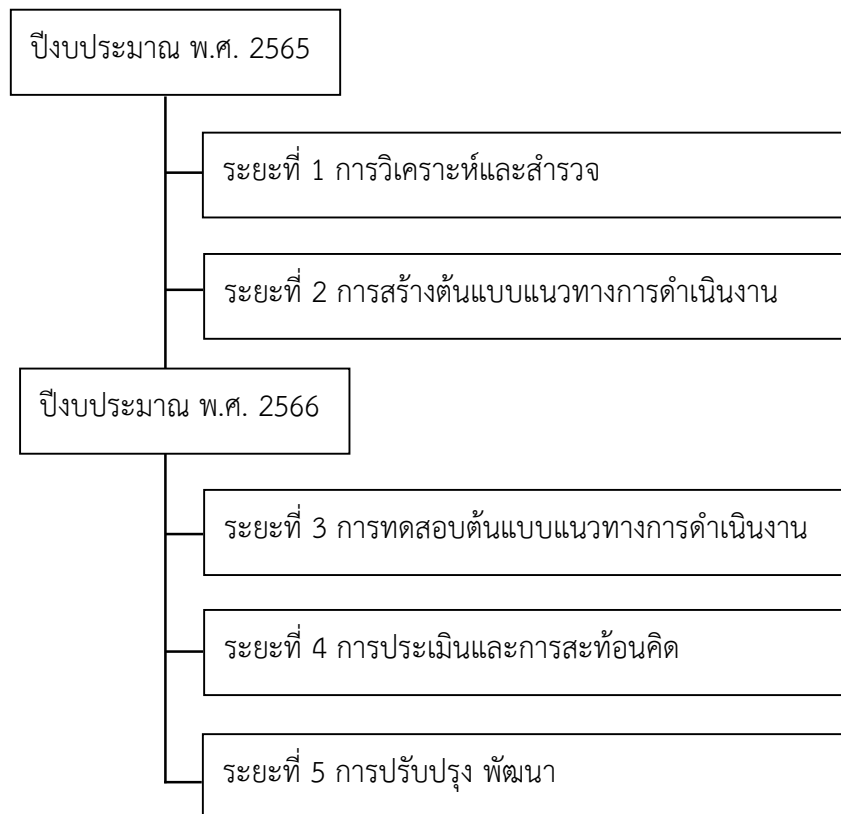 ปีงบประมาณ พ.ศ. 2565
ระยะที่ 1 การวิเคราะห์และสำรวจ
ระยะที่ 2 การสร้างต้นแบบแนวทางการดำเนินงาน
ปีงบประมาณ พ.ศ. 2566
ระยะที่ 3 การทดสอบต้นแบบแนวทางการดำเนินงาน
ระยะที่ 4 การประเมินและการสะท้อนคิด
ระยะที่ 5 การปรับปรุง พัฒนา